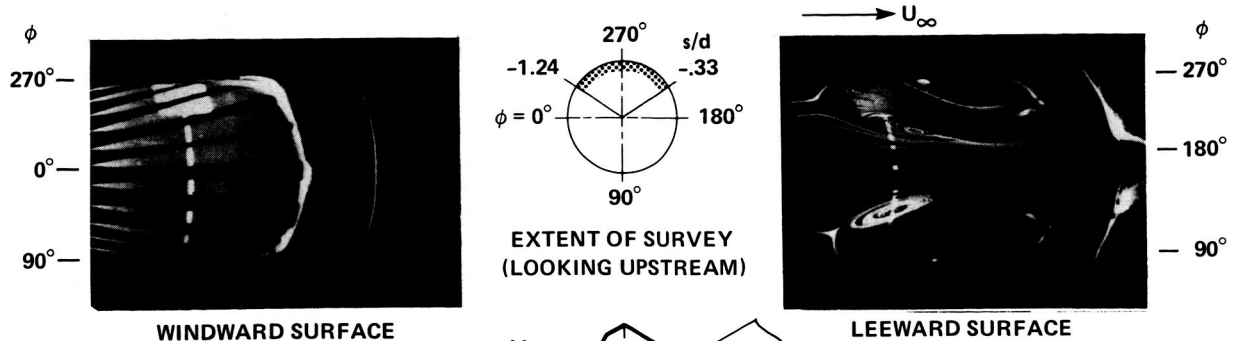 φ
270°
0°
90°
WINDWARD SURFACE
270°
s/d
-1.24
-.33
φ = 0°
180°
90°
EXTENT OF SURVEY
(LOOKING UPSTREAM)
U∞
φ
270°
180°
90°
LEEWARD SURFACE